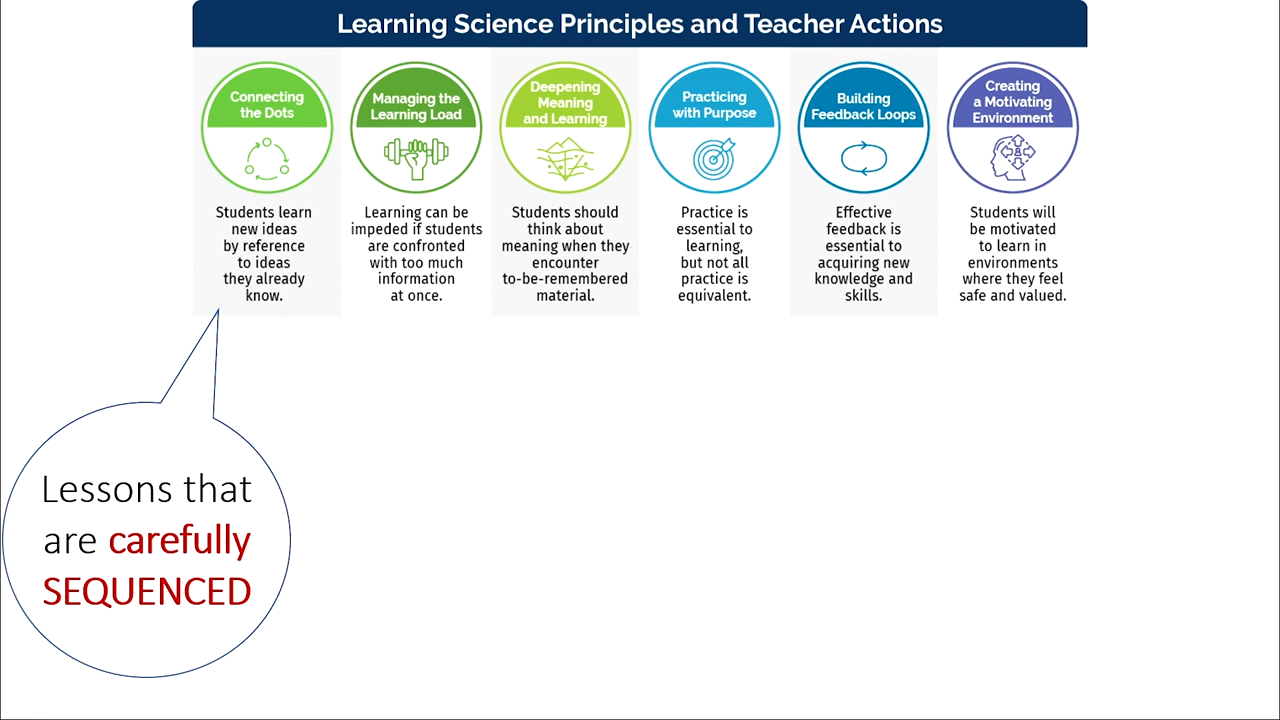 Learning Science Principles and Teacher Actions
Connecting
the Dots
Students learn
new ideas
by reference
to ideas
they already
know.
Managing the
Learning Load
Learning can be
impeded if students
are confronted
with too much
information
at once.
Deepening
Meaning
and Learning
Students should
think about
meaning when they
encounter
to-be-remembered
material.
Practicing
with Purpose
Practice is
essential to
learning,
but not all
practice is
equivalent.
Building
Feedback Loops
Effective
feedback is
essential to
acquiring new
knowledge and
skills.
Creating
a Motivating
Environment
Students will
be motivated
to learn in
environments
where they feel
safe and valued.
Lessons that
are carefully
SEQUENCED